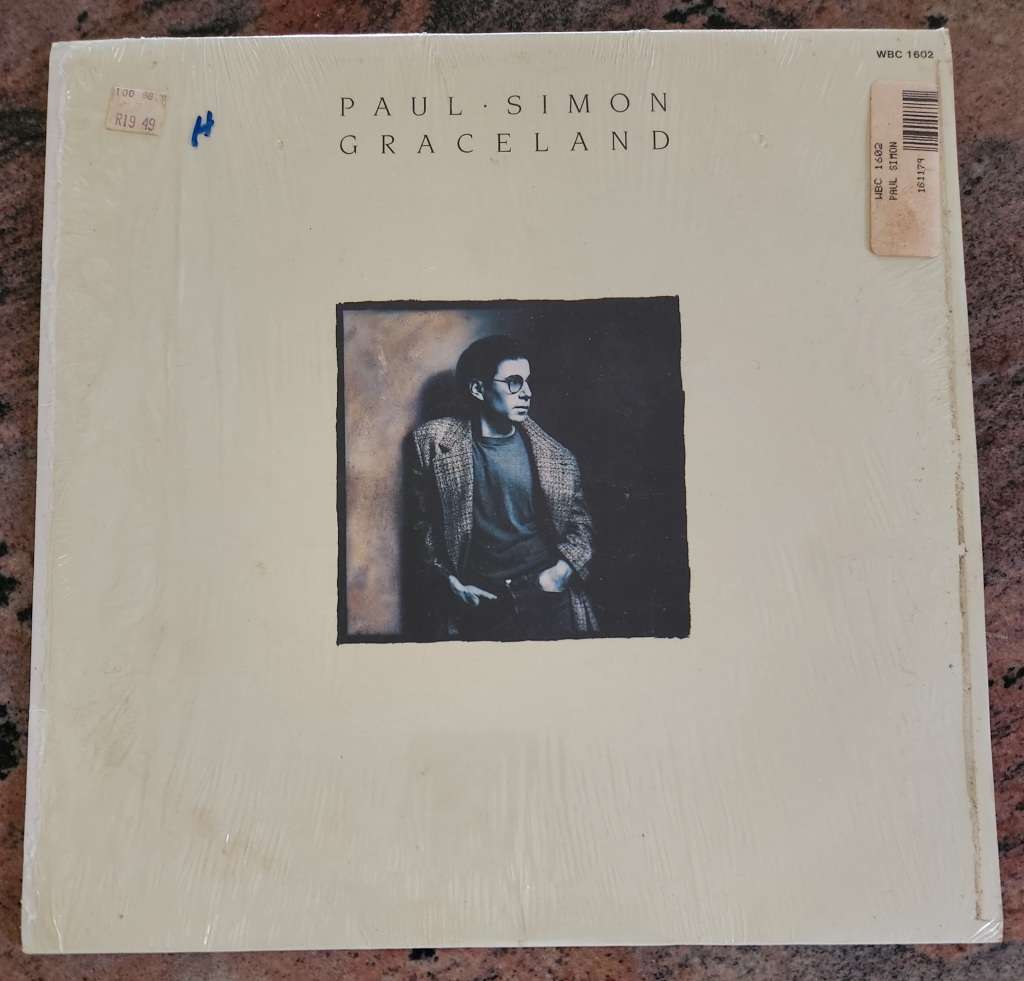 WBC 1602
PAUL · SIMON
GRACELAND
R19 49
H
WBC 1602
PAUL SIMON
161179